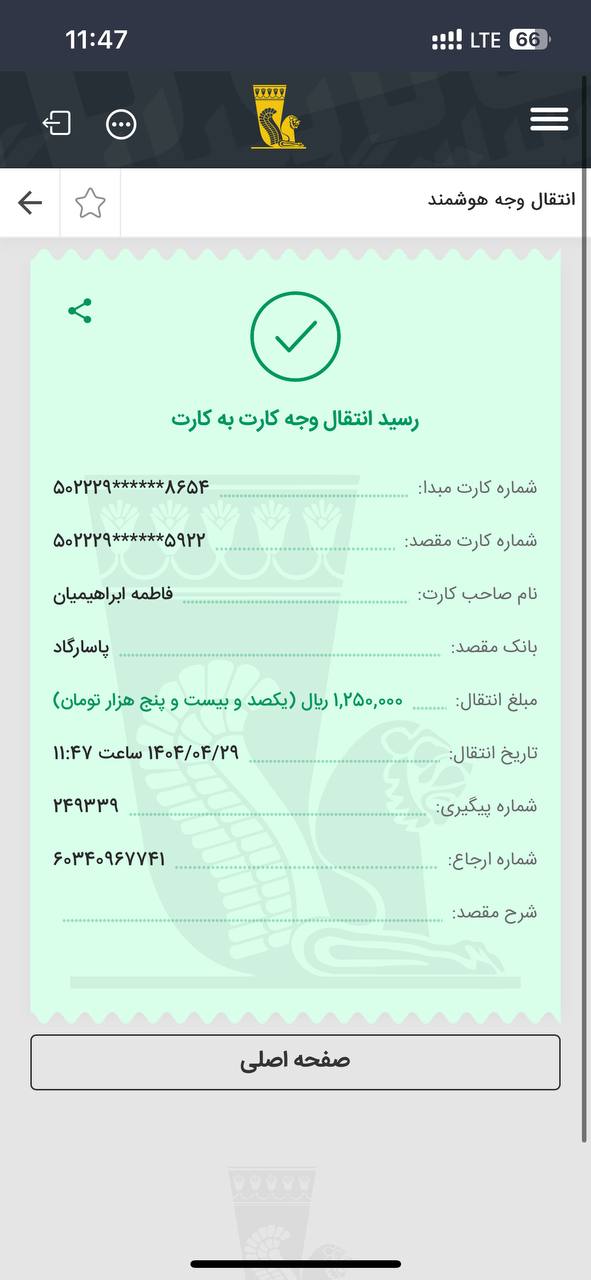 11:47 LTE 66
انتقال وجه هوشمند
رسید انتقال وجه کارت به کارت
شماره کارت مبدا: ۵۰۲۲۲۹******۸۶۵۴
شماره کارت مقصد: ۵۰۲۲۲۹******۵۹۲۲
نام صاحب کارت: فاطمه ابراهیمیان
بانک مقصد: پاسارگاد
مبلغ انتقال: ۱,۲۵۰,۰۰۰ ریال (یکصد و بیست و پنج هزار تومان)
تاریخ انتقال: ۱۴۰۴/۰۴/۲۹ ساعت ۱۱:۴۷
شماره پیگیری: ۲۴۹۳۳۹
شماره ارجاع: ۶۰۳۴۰۹۶۷۷۴۱
شرح مقصد:
صفحه اصلی